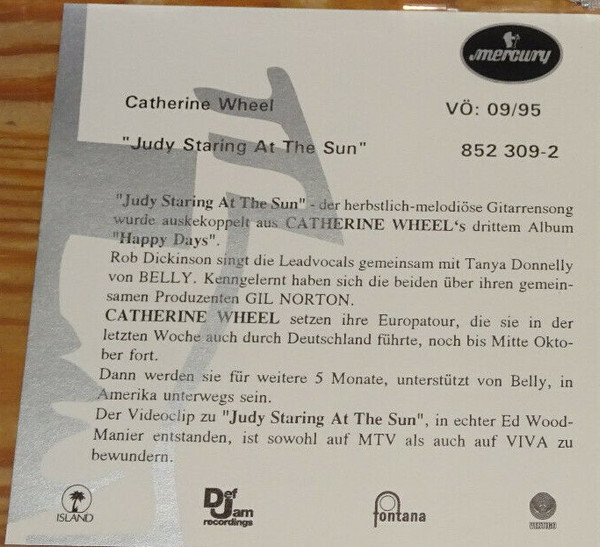 mercury
Catherine Wheel VÖ: 09/95
"Judy Staring At The Sun" 852 309-2
"Judy Staring At The Sun" - der herbstlich-melodiöse Gitarrensong
wurde auskekoppelt aus CATHERINE WHEEL's drittem Album
"Happy Days".
Rob Dickinson singt die Leadvocals gemeinsam mit Tanya Donnelly
von BELLY. Kenngelernt haben sich die beiden über ihren gemein-
samen Produzenten GIL NORTON.
CATHERINE WHEEL setzen ihre Europatour, die sie in der
letzten Woche auch durch Deutschland führte, noch bis Mitte Okto-
ber fort.
Dann werden sie für weitere 5 Monate, unterstützt von Belly, in
Amerika unterwegs sein.
Der Videoclip zu "Judy Staring At The Sun", in echter Ed Wood-
Manier entstanden, ist sowohl auf MTV als auch auf VIVA zu
bewundern.
ISLAND
Def Jam recordings
fontana
VERTIGO